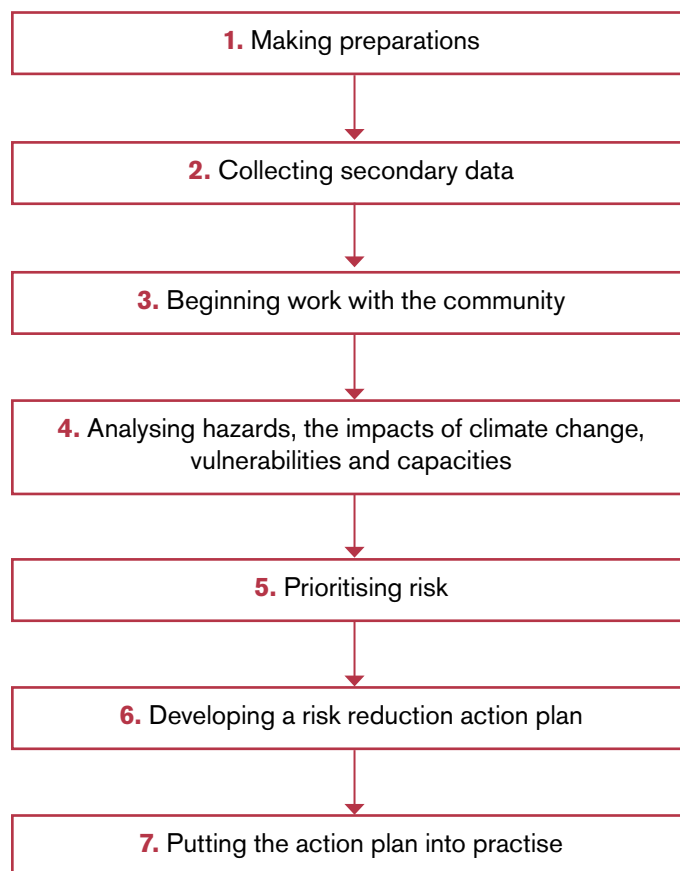 1. Making preparations
2. Collecting secondary data
3. Beginning work with the community
4. Analysing hazards, the impacts of climate change,
vulnerabilities and capacities
5. Prioritising risk
6. Developing a risk reduction action plan
7. Putting the action plan into practise